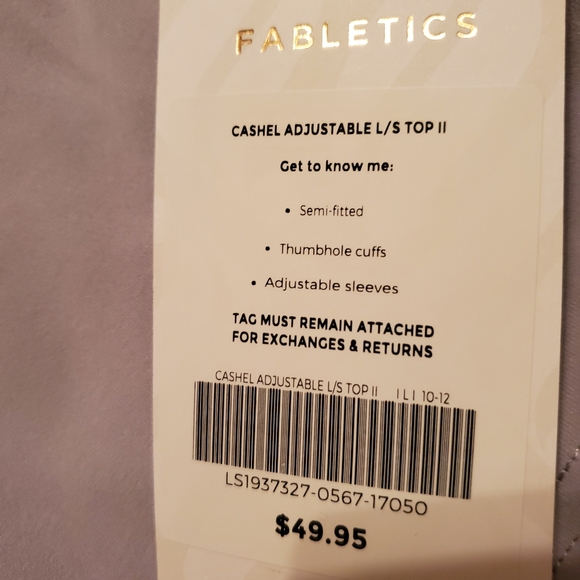 FABLETICS
CASHEL ADJUSTABLE L/S TOP II
Get to know me:
• Semi-fitted
• Thumbhole cuffs
• Adjustable sleeves
TAG MUST REMAIN ATTACHED
FOR EXCHANGES & RETURNS
CASHEL ADJUSTABLE L/S TOP II | L | 10-12
LS1937327-0567-17050
$49.95